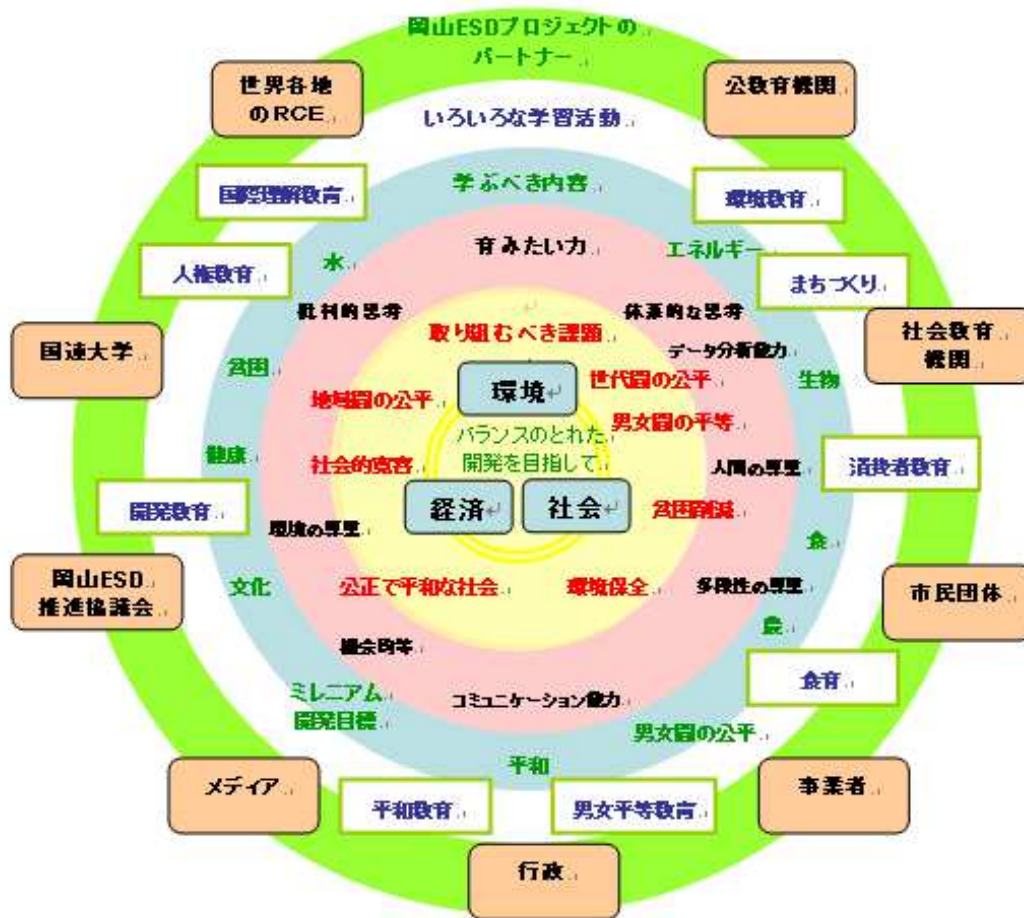 岡山ESDプロジェクトの
パートナー
世界各地
のRCE
公教育機関
いろいろな学習活動
学ぶべき内容
国際理解教育
環境教育
育みたい力
エネルギー
水
人権教育
まちづくり
批判的思考
体系的な思考
取り組むべき課題
国連大学
データ分析能力
社会教育
機関
貧困
環境
世代間の公平
生物
地域間の公平
男女間の平等
バランスのとれた
開発を目指して
健康
社会的寛容
人間の尊重
消費者教育
開発教育
経済
社会
貧困削減
環境の尊重
食
岡山ESD
推進協議会
文化
公正で平和な社会
環境保全
多様性の尊重
市民団体
農
機会均等
食育
ミレニアム
開発目標
コミュニケーション能力
男女間の公平
平和
メディア
事業者
平和教育
男女平等教育
行政